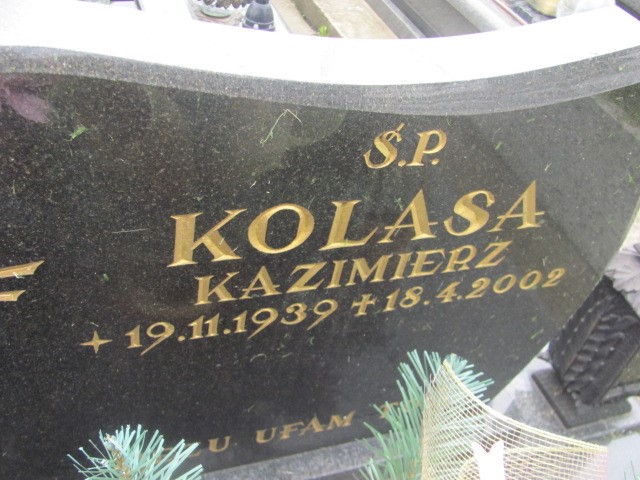 Ś.P.
KOLASA
KAZIMIERZ
19.11.1939 18.4.2002
UFAM